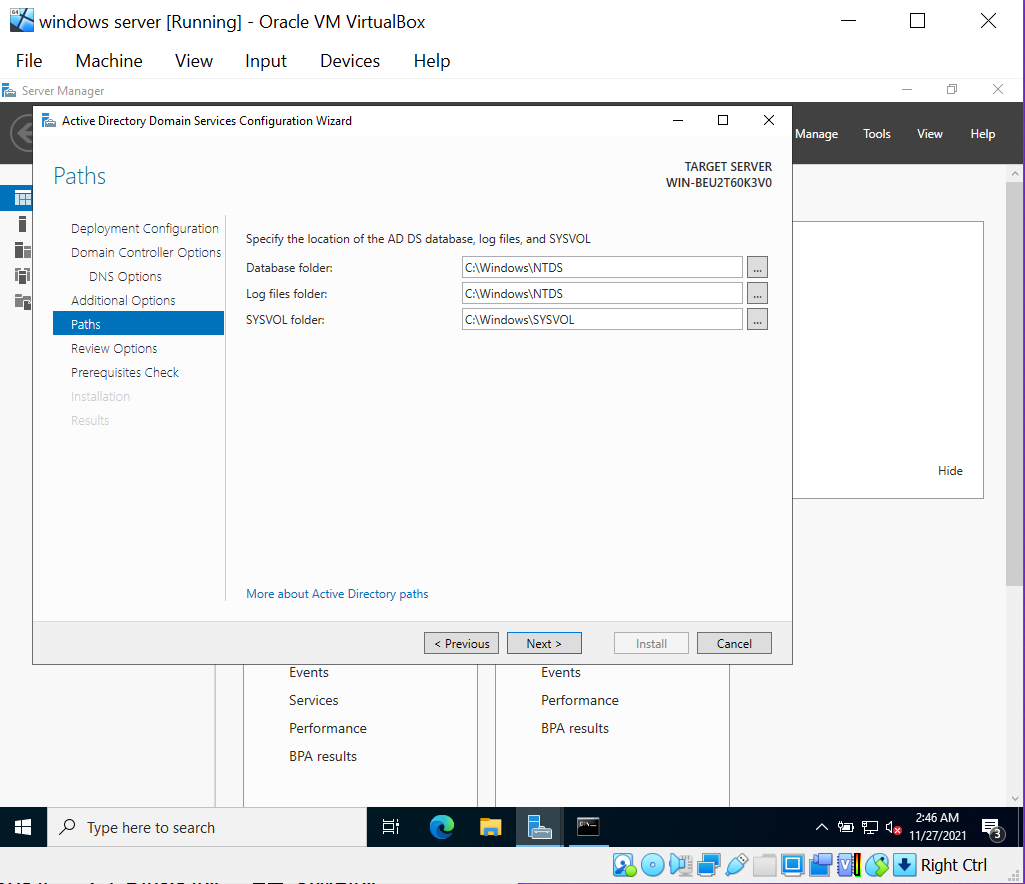 windows server [Running] - Oracle VM VirtualBox
File Machine View Input Devices Help
Server Manager
Active Directory Domain Services Configuration Wizard
Manage Tools View Help
Paths
TARGET SERVER
WIN-BEU2T60K3V0
Deployment Configuration
Domain Controller Options
DNS Options
Additional Options
Paths
Review Options
Prerequisites Check
Installation
Results
Specify the location of the AD DS database, log files, and SYSVOL
Database folder: C:\Windows\NTDS ...
Log files folder: C:\Windows\NTDS ...
SYSVOL folder: C:\Windows\SYSVOL ...
More about Active Directory paths
Hide
< Previous Next > Install Cancel
Events
Services
Performance
BPA results
Events
Performance
BPA results
Type here to search
2:46 AM
11/27/2021
3
Right Ctrl